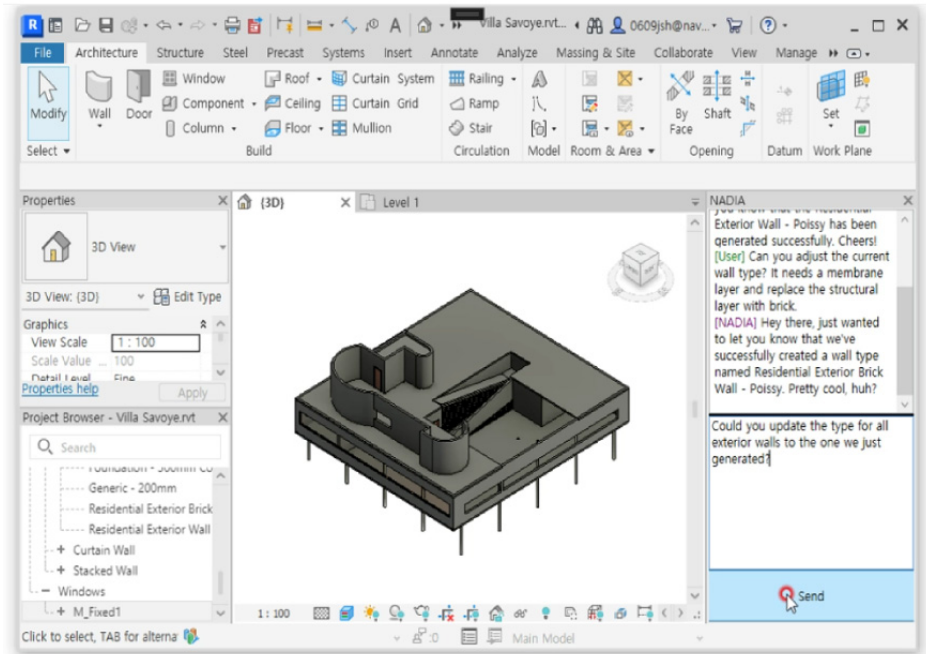 R Villa Savoye.rvt... 0609jsh@nav...
File Architecture Structure Steel Precast Systems Insert Annotate Analyze Massing & Site Collaborate View Manage
Modify
Wall
Door
Window
Component
Column
Roof
Ceiling
Floor
Curtain System
Curtain Grid
Mullion
Railing
Ramp
Stair
By Face
Shaft
Set
Select
Build
Circulation
Model
Room & Area
Opening
Datum
Work Plane
Properties
3D View
3D View: {3D} Edit Type
Graphics
View Scale 1 : 100
Scale Value ... 100
Detail Level Fine
Properties help Apply
Project Browser - Villa Savoye.rvt
Search
Generic - 200mm
Residential Exterior Brick
Residential Exterior Wall
Curtain Wall
Stacked Wall
Windows
M_Fixed1
Click to select, TAB for alterna
{3D} Level 1
1 : 100
:0
Main Model
NADIA
Exterior Wall - Poissy has been
generated successfully. Cheers!
[User] Can you adjust the current
wall type? It needs a membrane
layer and replace the structural
layer with brick.
[NADIA] Hey there, just wanted
to let you know that we've
successfully created a wall type
named Residential Exterior Brick
Wall - Poissy. Pretty cool, huh?
Could you update the type for all
exterior walls to the one we just
generated?
Send